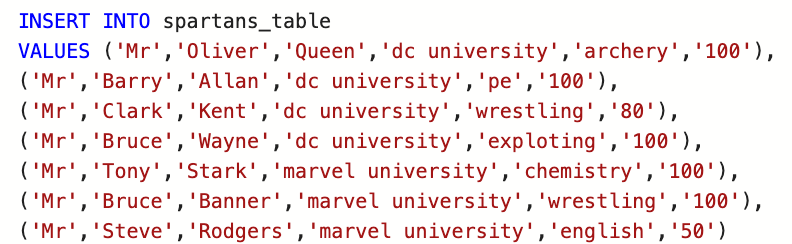 INSERT INTO spartans_table
VALUES ('Mr','Oliver','Queen','dc university','archery','100'),
('Mr','Barry','Allan','dc university','pe','100'),
('Mr','Clark','Kent','dc university','wrestling','80'),
('Mr','Bruce','Wayne','dc university','exploting','100'),
('Mr','Tony','Stark','marvel university','chemistry','100'),
('Mr','Bruce','Banner','marvel university','wrestling','100'),
('Mr','Steve','Rodgers','marvel university','english','50')